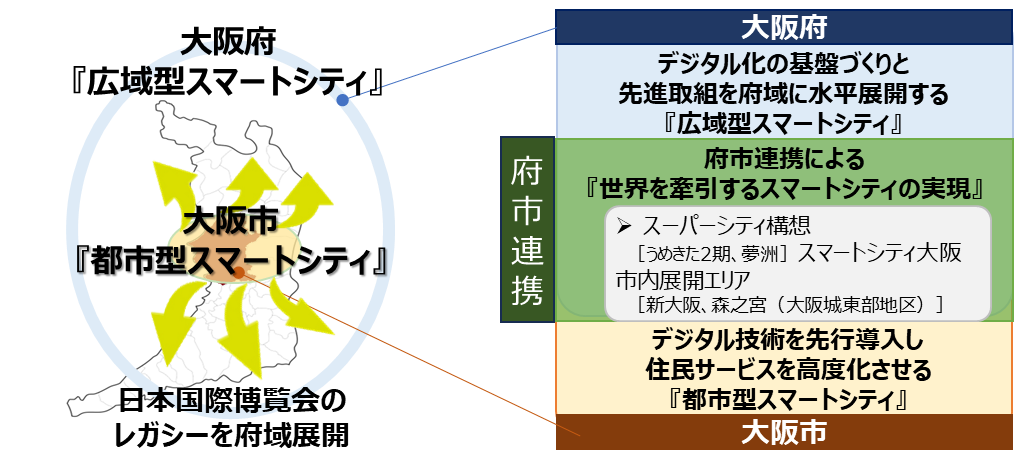 大阪府
『広域型スマートシティ』
大阪市
『都市型スマートシティ』
日本国際博覧会の
レガシーを府域展開
大阪府
デジタル化の基盤づくりと
先進取組を府域に水平展開する
『広域型スマートシティ』
府市連携
府市連携による
『世界を牽引するスマートシティの実現』
➢ スーパーシティ構想
［うめきた2期、夢洲］スマートシティ大阪
市内展開エリア
［新大阪、森之宮（大阪城東部地区）］
デジタル技術を先行導入し
住民サービスを高度化させる
『都市型スマートシティ』
大阪市